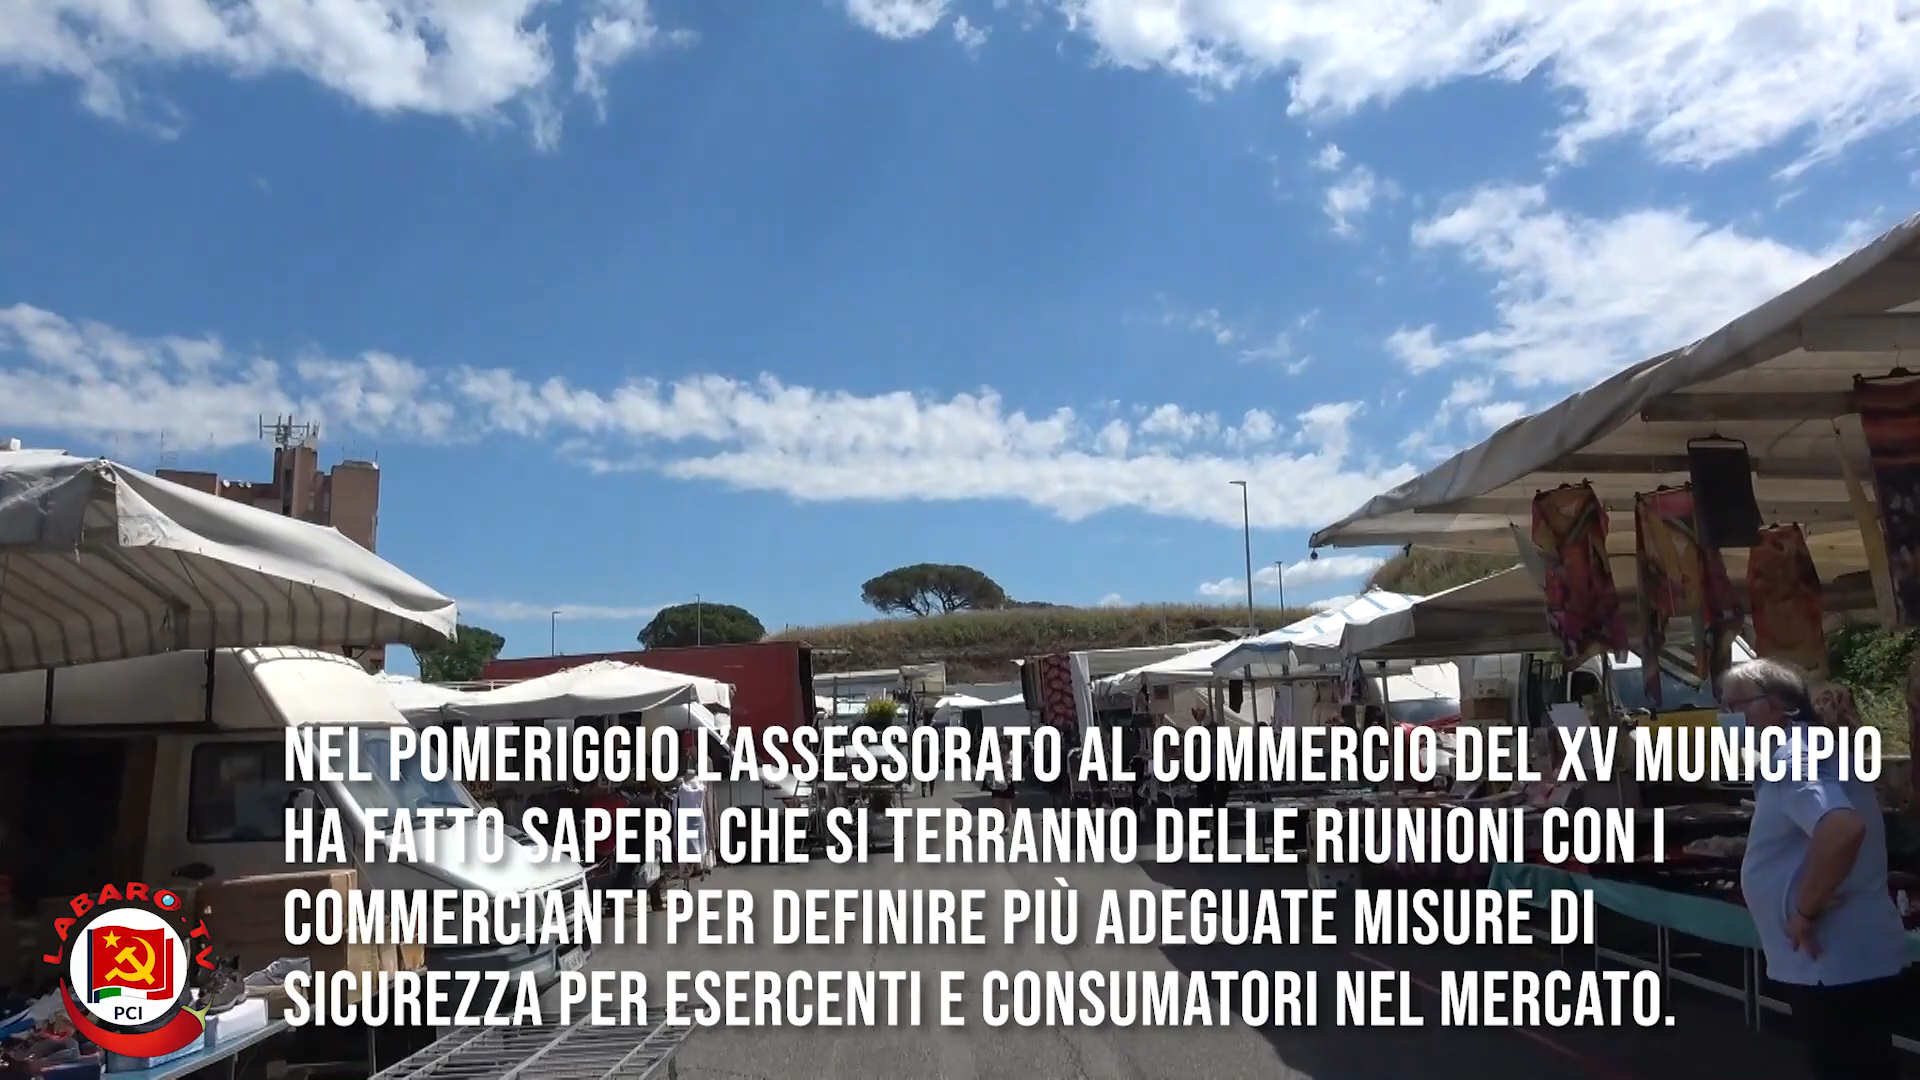 NEL POMERIGGIO L'ASSESSORATO AL COMMERCIO DEL XV MUNICIPIO
HA FATTO SAPERE CHE SI TERRANNO DELLE RIUNIONI CON I
COMMERCIANTI PER DEFINIRE PIÙ ADEGUATE MISURE DI
SICUREZZA PER ESERCENTI E CONSUMATORI NEL MERCATO.
LABARO.TV
PCI